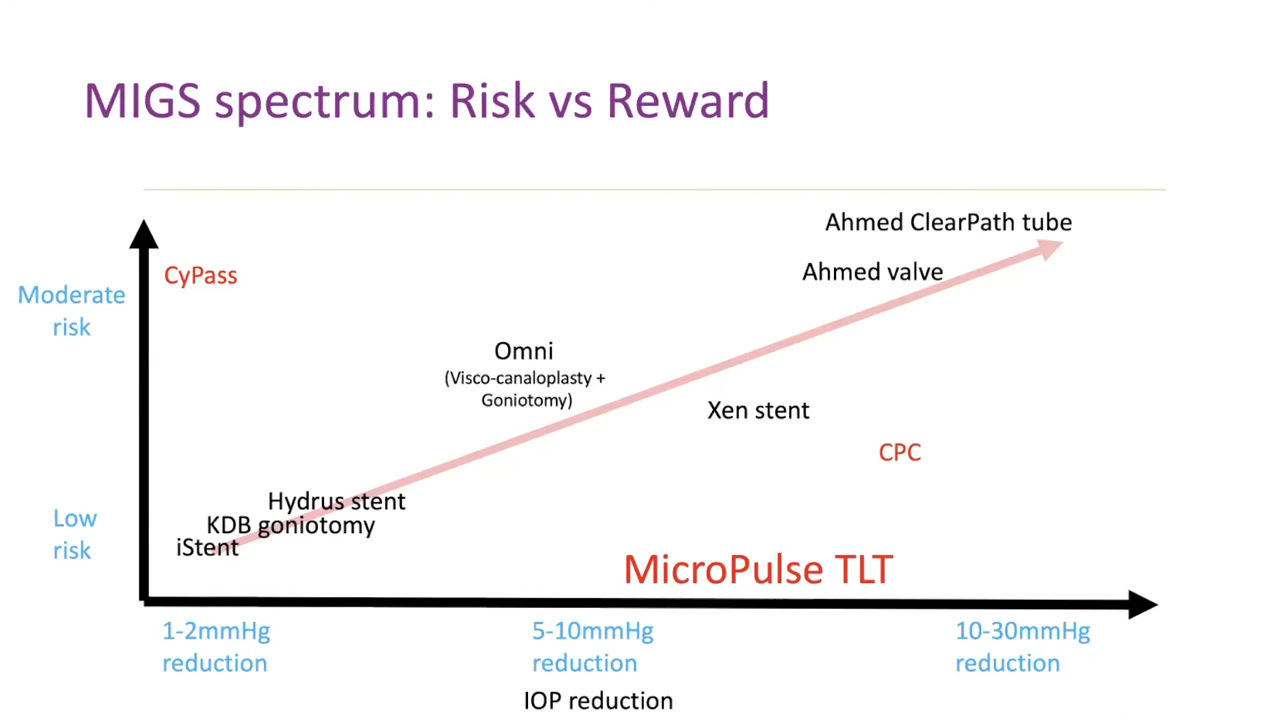 MIGS spectrum: Risk vs Reward
Ahmed ClearPath tube
CyPass
Ahmed valve
Moderate
risk
Omni
(Visco-canaloplasty +
Goniotomy)
Xen stent
CPC
Hydrus stent
KDB goniotomy
iStent
Low
risk
MicroPulse TLT
1-2mmHg
reduction
5-10mmHg
reduction
10-30mmHg
reduction
IOP reduction